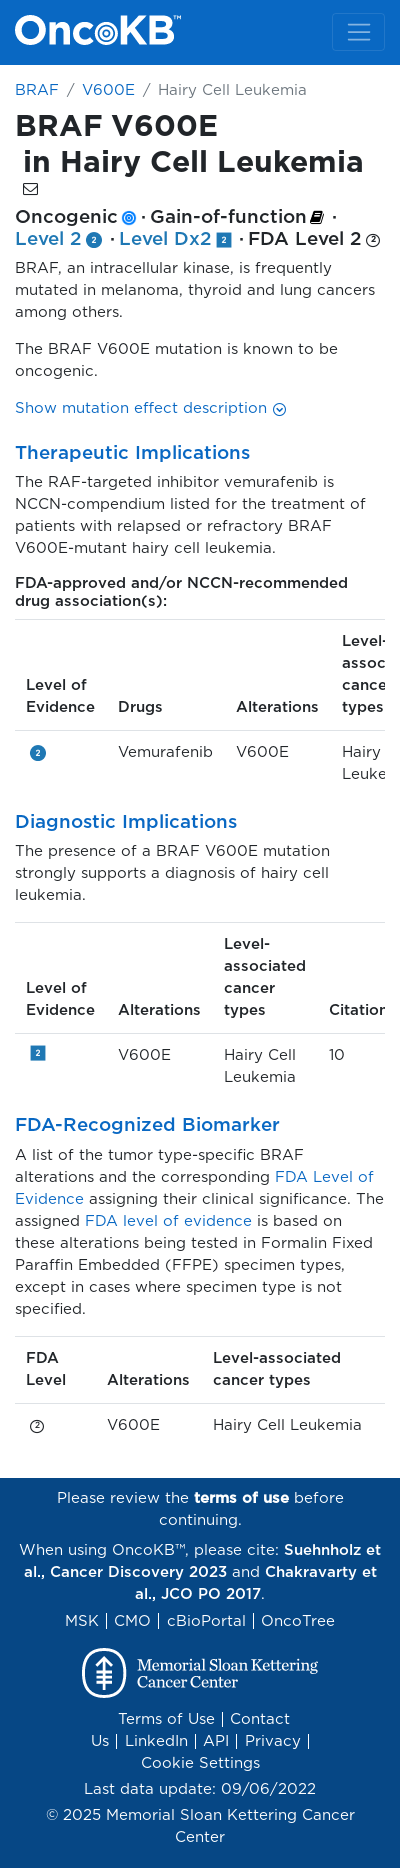 OncoKB™
BRAF / V600E / Hairy Cell Leukemia
BRAF V600E
in Hairy Cell Leukemia
Oncogenic · Gain-of-function ·
Level 2 2 · Level Dx2 2 · FDA Level 2 2
BRAF, an intracellular kinase, is frequently
mutated in melanoma, thyroid and lung cancers
among others.
The BRAF V600E mutation is known to be
oncogenic.
Show mutation effect description
Therapeutic Implications
The RAF-targeted inhibitor vemurafenib is
NCCN-compendium listed for the treatment of
patients with relapsed or refractory BRAF
V600E-mutant hairy cell leukemia.
FDA-approved and/or NCCN-recommended
drug association(s):
Level-
assoc
Level of cance
Evidence Drugs Alterations types
2 Vemurafenib V600E Hairy
Leuke
Diagnostic Implications
The presence of a BRAF V600E mutation
strongly supports a diagnosis of hairy cell
leukemia.
Level-
associated
Level of cancer
Evidence Alterations types Citation
2 V600E Hairy Cell 10
Leukemia
FDA-Recognized Biomarker
A list of the tumor type-specific BRAF
alterations and the corresponding FDA Level of
Evidence assigning their clinical significance. The
assigned FDA level of evidence is based on
these alterations being tested in Formalin Fixed
Paraffin Embedded (FFPE) specimen types,
except in cases where specimen type is not
specified.
FDA Level-associated
Level Alterations cancer types
2 V600E Hairy Cell Leukemia
Please review the terms of use before
continuing.
When using OncoKB™, please cite: Suehnholz et
al., Cancer Discovery 2023 and Chakravarty et
al., JCO PO 2017.
MSK | CMO | cBioPortal | OncoTree
Memorial Sloan Kettering
Cancer Center
Terms of Use | Contact
Us | LinkedIn | API | Privacy |
Cookie Settings
Last data update: 09/06/2022
© 2025 Memorial Sloan Kettering Cancer
Center